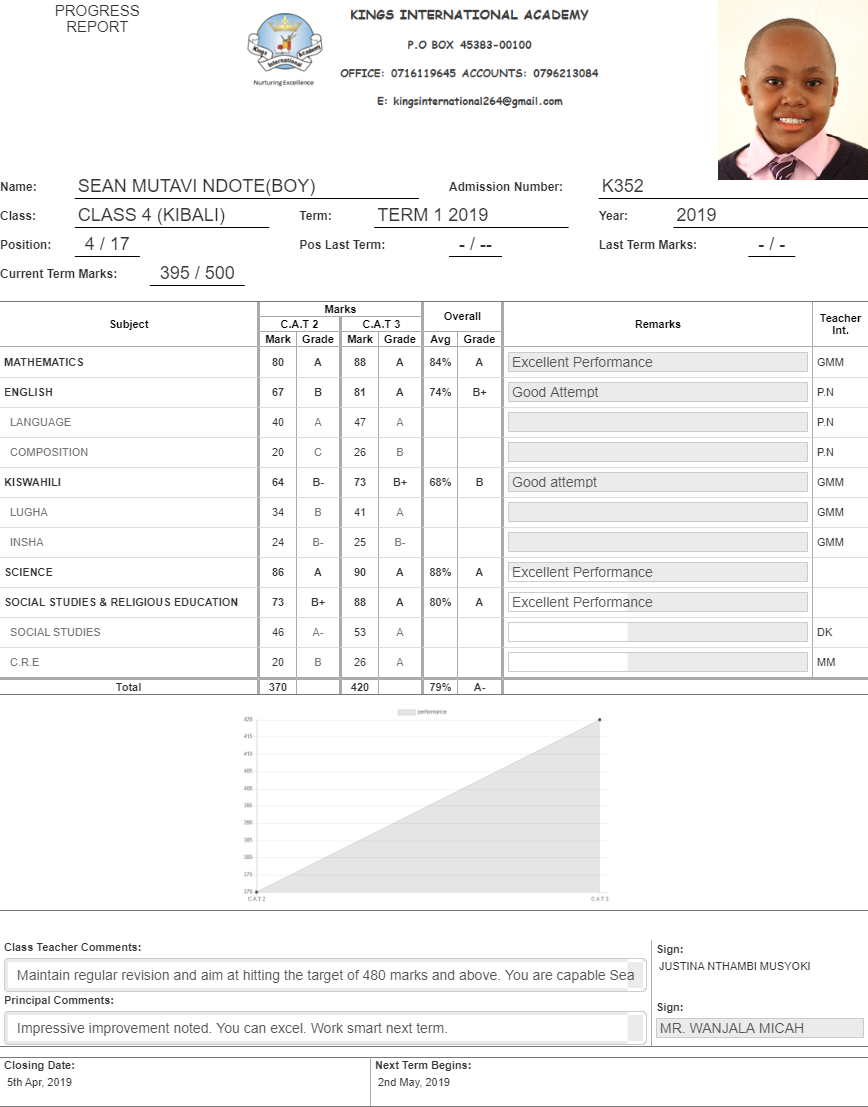 PROGRESS
REPORT
Kings
Academy
International
Nurturing Excellence
KINGS INTERNATIONAL ACADEMY
P.O BOX 45383-00100
OFFICE: 0716119645 ACCOUNTS: 0796213084
E: kingsinternational264@gmail.com
Name: SEAN MUTAVI NDOTE(BOY) Admission Number: K352
Class: CLASS 4 (KIBALI) Term: TERM 1 2019 Year: 2019
Position: 4 / 17 Pos Last Term: - / -- Last Term Marks: - / -
Current Term Marks: 395 / 500
Subject Marks Overall Remarks Teacher Int.
C.A.T 2 C.A.T 3
Mark Grade Mark Grade Avg Grade
MATHEMATICS 80 A 88 A 84% A Excellent Performance GMM
ENGLISH 67 B 81 A 74% B+ Good Attempt P.N
LANGUAGE 40 A 47 A P.N
COMPOSITION 20 C 26 B P.N
KISWAHILI 64 B- 73 B+ 68% B Good attempt GMM
LUGHA 34 B 41 A GMM
INSHA 24 B- 25 B- GMM
SCIENCE 86 A 90 A 88% A Excellent Performance
SOCIAL STUDIES & RELIGIOUS EDUCATION 73 B+ 88 A 80% A Excellent Performance
SOCIAL STUDIES 46 A- 53 A DK
C.R.E 20 B 26 A MM
Total 370 420 79% A-
performance
420
415
410
405
400
395
390
385
380
375
370
C.A.T 2 C.A.T 3
Class Teacher Comments:
Maintain regular revision and aim at hitting the target of 480 marks and above. You are capable Sea
Sign:
JUSTINA NTHAMBI MUSYOKI
Principal Comments:
Impressive improvement noted. You can excel. Work smart next term.
Sign:
MR. WANJALA MICAH
Closing Date: Next Term Begins:
5th Apr, 2019 2nd May, 2019